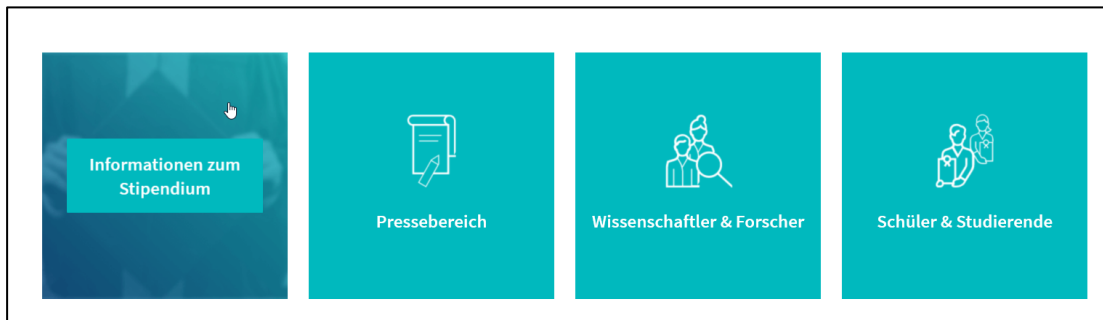 Informationen zum
Stipendium
Pressebereich
Wissenschaftler & Forscher
Schüler & Studierende